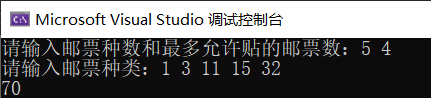 Microsoft Visual Studio 调试控制台
请输入邮票种数和最多允许贴的邮票数：5 4
请输入邮票种类：1 3 11 15 32
70